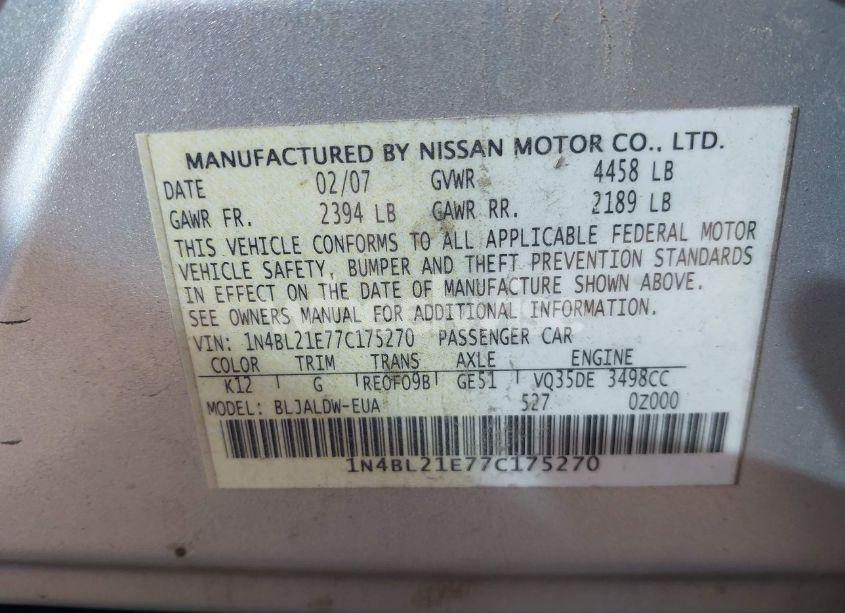 MANUFACTURED BY NISSAN MOTOR CO., LTD.
DATE 02/07 GVWR 4458 LB
GAWR FR. 2394 LB GAWR RR. 2189 LB
THIS VEHICLE CONFORMS TO ALL APPLICABLE FEDERAL MOTOR
VEHICLE SAFETY, BUMPER AND THEFT PREVENTION STANDARDS
IN EFFECT ON THE DATE OF MANUFACTURE SHOWN ABOVE.
SEE OWNERS MANUAL FOR ADDITIONAL INFORMATION.
VIN: 1N4BL21E77C175270 PASSENGER CAR
COLOR TRIM TRANS AXLE ENGINE
K12 G RE0F09B GE51 VQ35DE 3498CC
MODEL: BLJALDW-EUA 527 0Z000
1N4BL21E77C175270